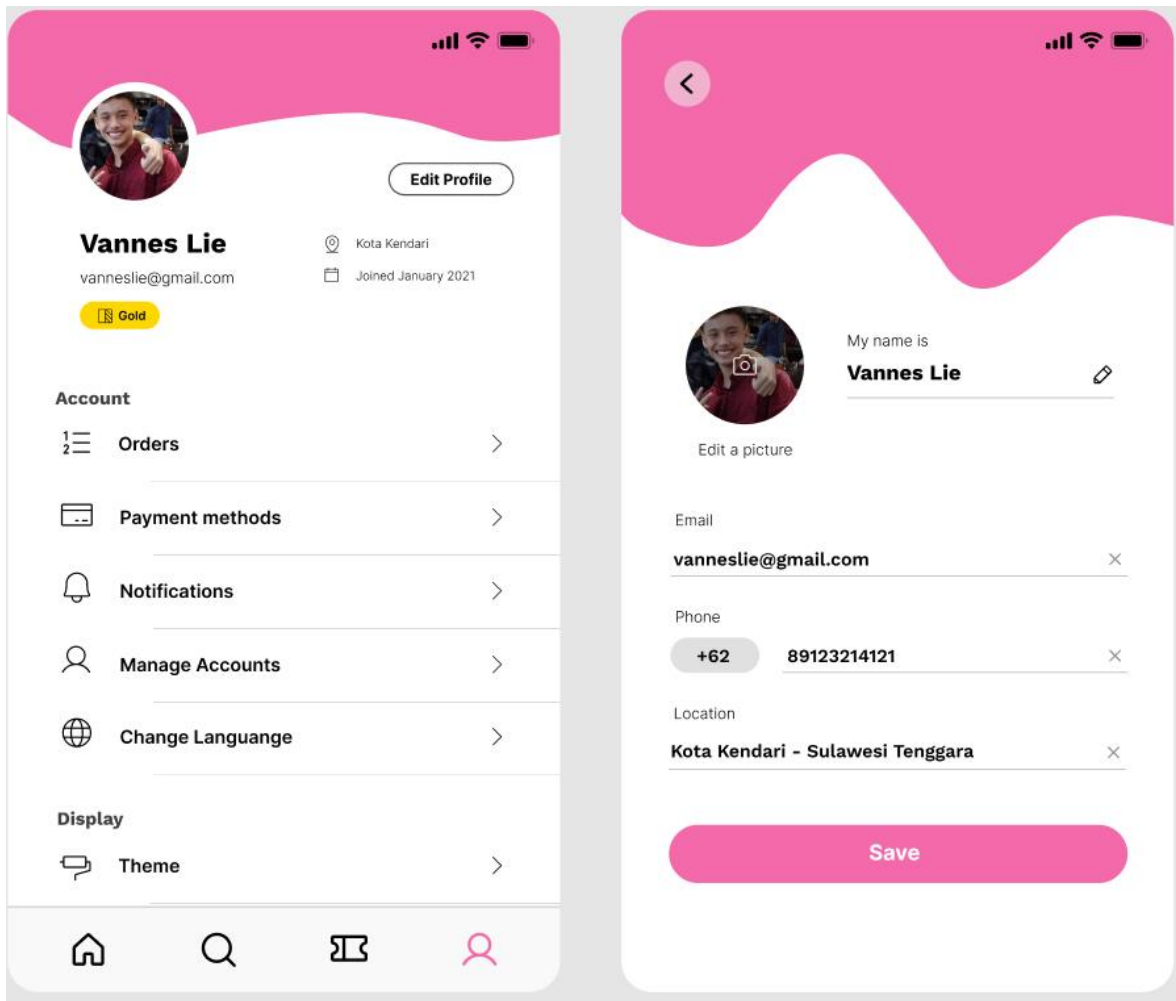 Edit Profile
Vannes Lie
vanneslie@gmail.com
Gold
Kota Kendari
Joined January 2021
Account
1
2
Orders
Payment methods
Notifications
Manage Accounts
Change Languange
Display
Theme
My name is
Vannes Lie
Edit a picture
Email
vanneslie@gmail.com
Phone
+62 89123214121
Location
Kota Kendari - Sulawesi Tenggara
Save